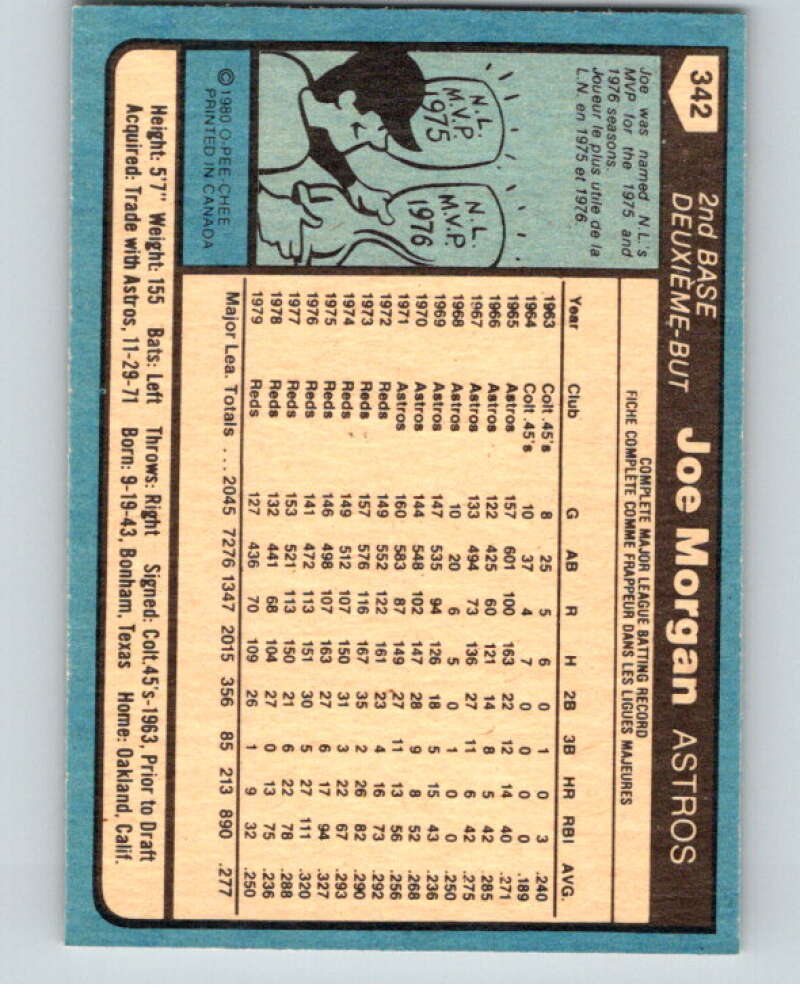 342
2nd BASE
DEUXIÈME-BUT
Joe Morgan ASTROS
Joe was named N.L.'s
MVP for the 1975 and
1976 seasons.
Joueur le plus utile de la
L.N en 1975 et 1976.
N.L.
M.V.P.
1975
N.L.
M.V.P.
1976
© 1980 O-PEE-CHEE
PRINTED IN CANADA
COMPLETE MAJOR LEAGUE BATTING RECORD
FICHE COMPLETE COMME FRAPPEUR DANS LES LIGUES MAJEURES
Year Club G AB R H 2B 3B HR RBI AVG.
1963 Colt .45's 8 25 5 6 0 1 0 3 .240
1964 Colt .45's 10 37 4 7 0 0 0 0 .189
1965 Astros 157 601 100 163 22 12 14 40 .271
1966 Astros 122 425 60 121 14 8 5 42 .285
1967 Astros 133 494 73 136 27 11 6 42 .275
1968 Astros 10 20 6 5 0 1 0 0 .250
1969 Astros 147 535 94 126 18 5 15 43 .236
1970 Astros 144 548 102 147 28 9 8 52 .268
1971 Astros 160 583 87 149 27 11 13 56 .256
1972 Reds 149 552 122 161 23 4 16 73 .292
1973 Reds 157 576 116 167 35 2 26 82 .290
1974 Reds 149 512 107 150 31 3 22 67 .293
1975 Reds 146 498 107 163 27 6 17 94 .327
1976 Reds 141 472 113 151 30 5 27 111 .320
1977 Reds 153 521 113 150 21 6 22 78 .288
1978 Reds 132 441 68 104 27 0 13 75 .236
1979 Reds 127 436 70 109 26 1 9 32 .250
Major Lea. Totals ... 2045 7276 1347 2015 356 85 213 890 .277
Height: 5'7" Weight: 155 Bats: Left Throws: Right Signed: Colt.45's-1963, Prior to Draft
Acquired: Trade with Astros, 11-29-71 Born: 9-19-43, Bonham, Texas Home: Oakland, Calif.